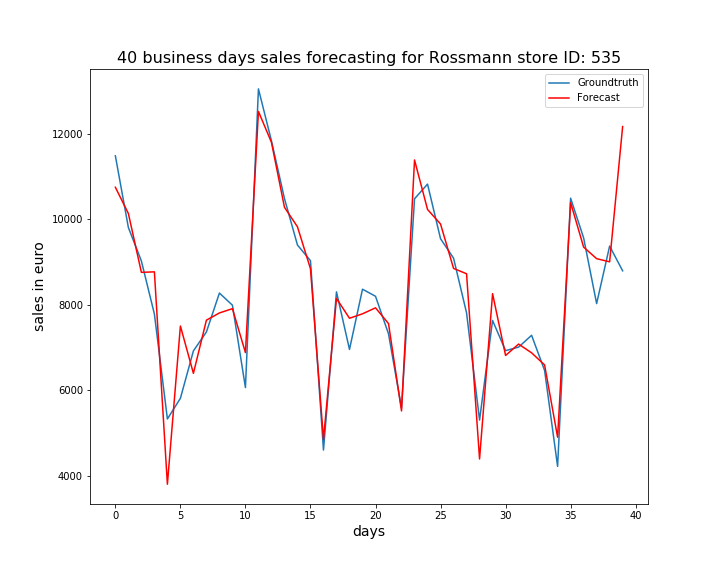 40 business days sales forecasting for Rossmann store ID: 535
Groundtruth
Forecast
sales in euro
12000
10000
8000
6000
4000
0 5 10 15 20 25 30 35 40
days